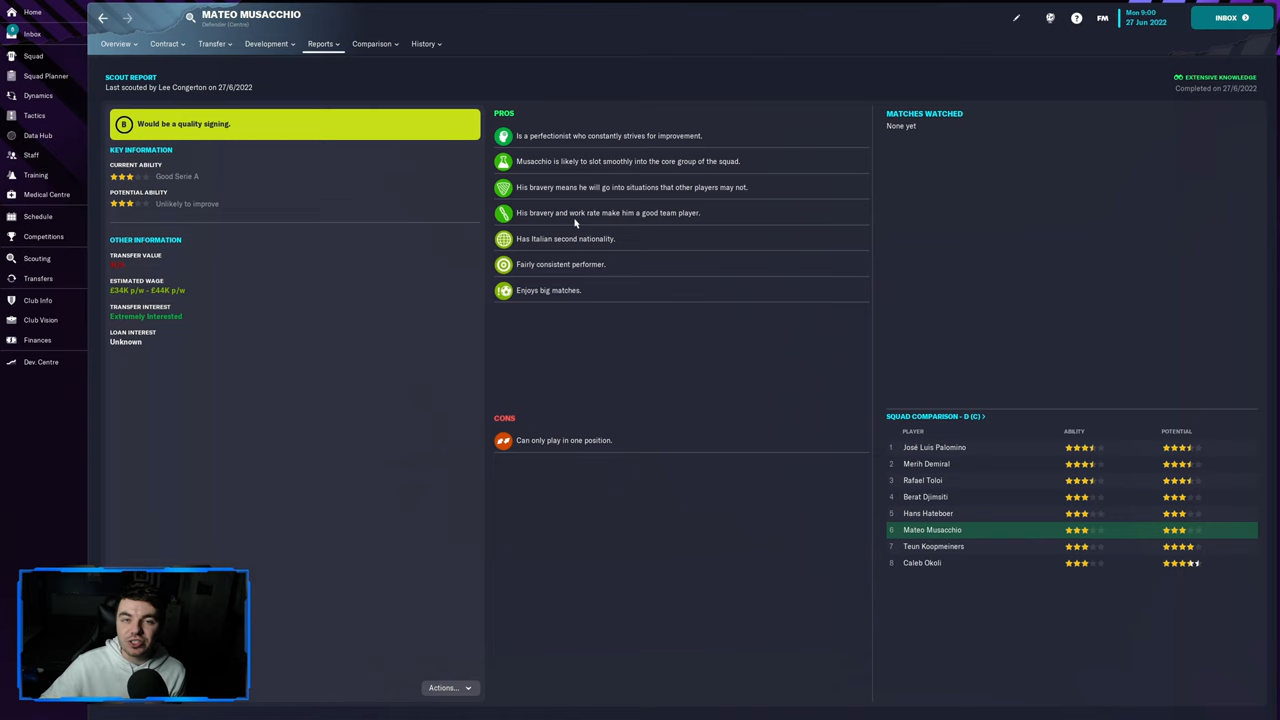 Home
8
Inbox
Squad
Squad Planner
Dynamics
Tactics
Data Hub
Staff
Training
Medical Centre
Schedule
Competitions
Scouting
Transfers
Club Info
Club Vision
Finances
Dev. Centre
MATEO MUSACCHIO
Defender (Centre)
FM
Mon 9:00
27 Jun 2022
INBOX
Overview
Contract
Transfer
Development
Reports
Comparison
History
SCOUT REPORT
Last scouted by Lee Congerton on 27/6/2022
EXTENSIVE KNOWLEDGE
Completed on 27/6/2022
B Would be a quality signing.
KEY INFORMATION
CURRENT ABILITY
Good Serie A
POTENTIAL ABILITY
Unlikely to improve
OTHER INFORMATION
TRANSFER VALUE
ESTIMATED WAGE
£34K p/w - £44K p/w
TRANSFER INTEREST
Extremely Interested
LOAN INTEREST
Unknown
Actions...
PROS
Is a perfectionist who constantly strives for improvement.
Musacchio is likely to slot smoothly into the core group of the squad.
His bravery means he will go into situations that other players may not.
His bravery and work rate make him a good team player.
Has Italian second nationality.
Fairly consistent performer.
Enjoys big matches.
CONS
Can only play in one position.
MATCHES WATCHED
None yet
SQUAD COMPARISON - D (C) >
PLAYER ABILITY POTENTIAL
1 José Luis Palomino
2 Merih Demiral
3 Rafael Toloi
4 Berat Djimsiti
5 Hans Hateboer
6 Mateo Musacchio
7 Teun Koopmeiners
8 Caleb Okoli